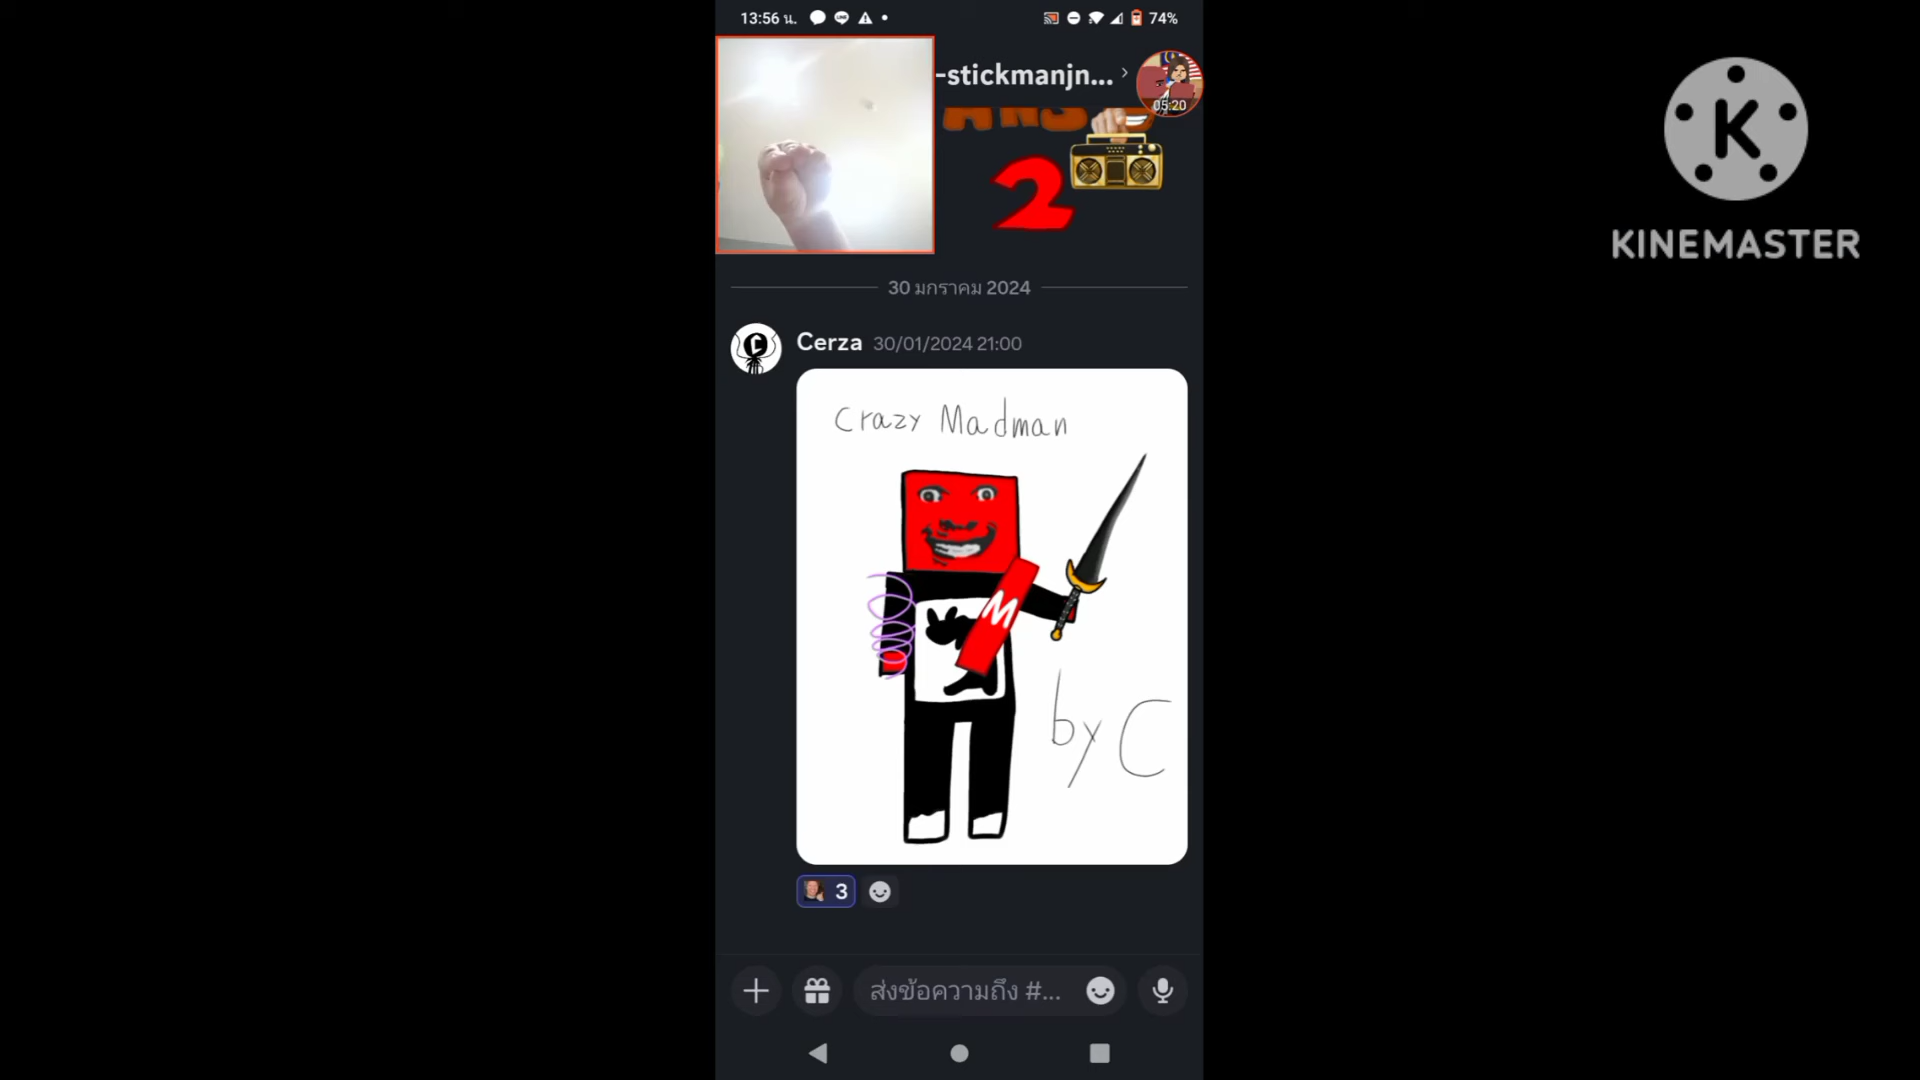 13:56 น.
74%
-stickmanjn...
05:20
2
30 มกราคม 2024
Cerza 30/01/2024 21:00
Crazy Madman
M
by C
3
ส่งข้อความถึง #...
K
KINEMASTER